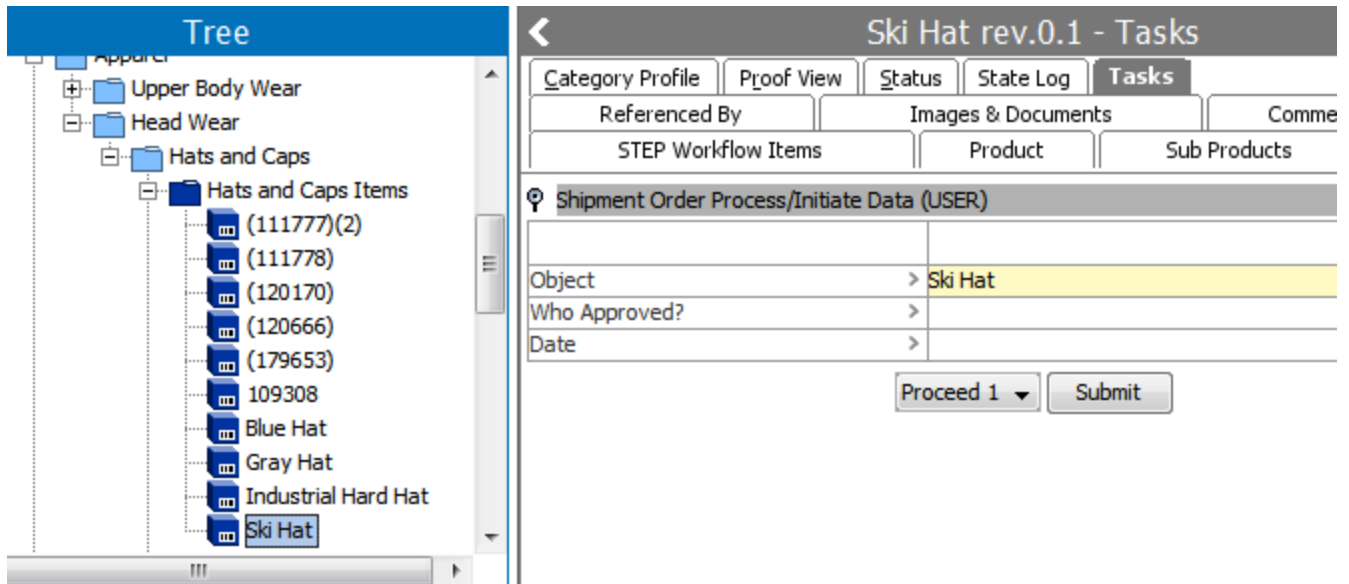 Tree
Apparel
Upper Body Wear
Head Wear
Hats and Caps
Hats and Caps Items
(111777)(2)
(111778)
(120170)
(120666)
(179653)
109308
Blue Hat
Gray Hat
Industrial Hard Hat
Ski Hat
Ski Hat rev.0.1 - Tasks
Category Profile Proof View Status State Log Tasks
Referenced By Images & Documents Comme
STEP Workflow Items Product Sub Products
Shipment Order Process/Initiate Data (USER)
Object > Ski Hat
Who Approved? >
Date >
Proceed 1 Submit